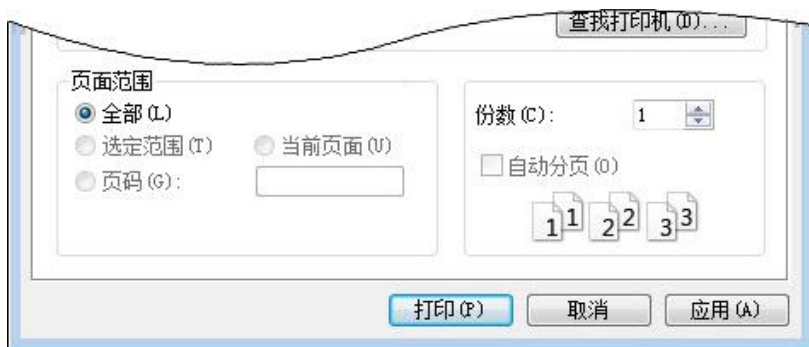 查找打印机(D)...
页面范围
全部(L)
选定范围(T) 当前页面(U)
页码(G):
份数(C): 1
自动分页(O)
1 1 2 2 3 3
打印(P) 取消 应用(A)